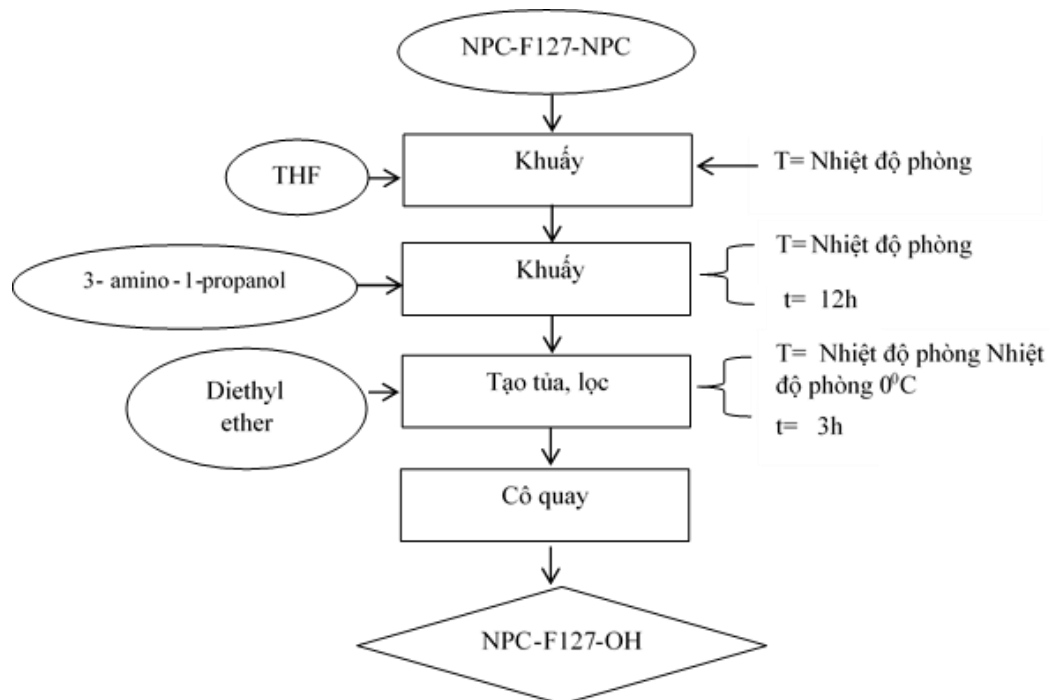 NPC-F127-NPC
THF
Khuấy
T= Nhiệt độ phòng
3- amino - 1-propanol
Khuấy
T= Nhiệt độ phòng
t= 12h
Diethyl
ether
Tạo tủa, lọc
T= Nhiệt độ phòng Nhiệt
độ phòng 0⁰C
t= 3h
Cô quay
NPC-F127-OH